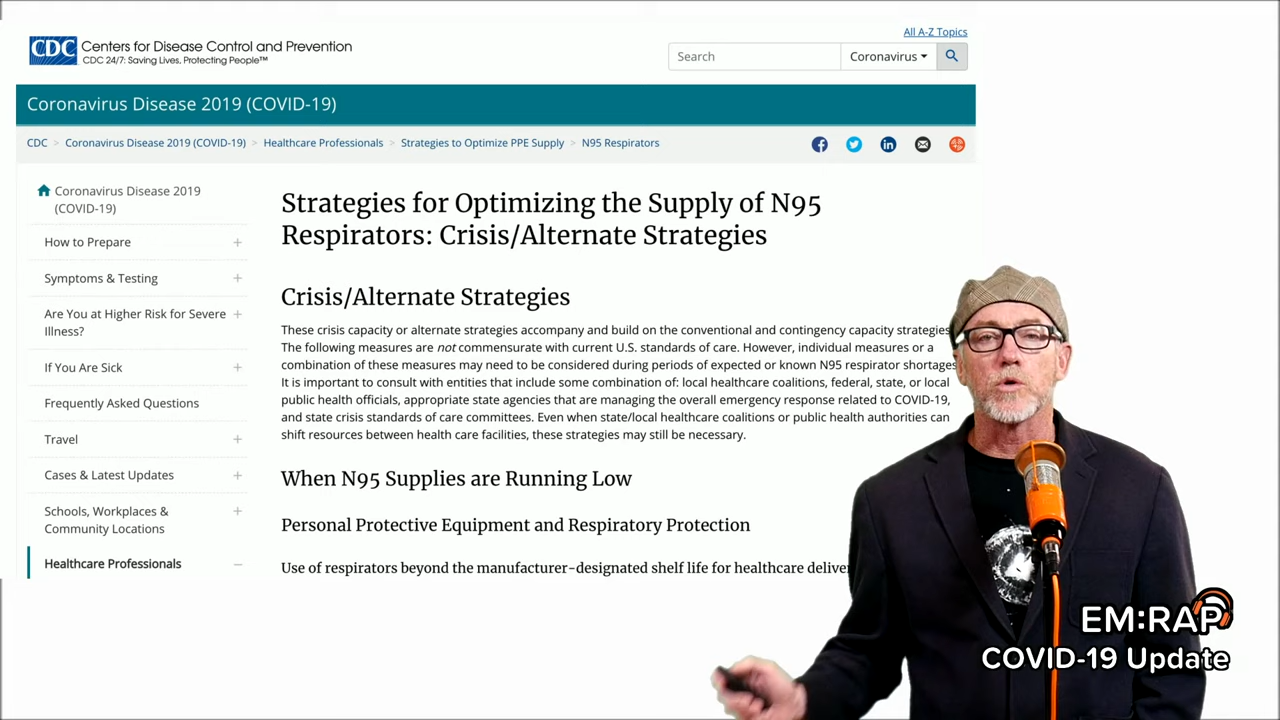 All A-Z Topics
CDC Centers for Disease Control and Prevention
CDC 24/7: Saving Lives, Protecting People™
Search
Coronavirus
Coronavirus Disease 2019 (COVID-19)
CDC > Coronavirus Disease 2019 (COVID-19) > Healthcare Professionals > Strategies to Optimize PPE Supply > N95 Respirators
Coronavirus Disease 2019
(COVID-19)
How to Prepare
Symptoms & Testing
Are You at Higher Risk for Severe
Illness?
If You Are Sick
Frequently Asked Questions
Travel
Cases & Latest Updates
Schools, Workplaces &
Community Locations
Healthcare Professionals
Strategies for Optimizing the Supply of N95
Respirators: Crisis/Alternate Strategies
Crisis/Alternate Strategies
These crisis capacity or alternate strategies accompany and build on the conventional and contingency capacity strategies
The following measures are not commensurate with current U.S. standards of care. However, individual measures or a
combination of these measures may need to be considered during periods of expected or known N95 respirator shortages
It is important to consult with entities that include some combination of: local healthcare coalitions, federal, state, or local
public health officials, appropriate state agencies that are managing the overall emergency response related to COVID-19,
and state crisis standards of care committees. Even when state/local healthcare coalitions or public health authorities can
shift resources between health care facilities, these strategies may still be necessary.
When N95 Supplies are Running Low
Personal Protective Equipment and Respiratory Protection
Use of respirators beyond the manufacturer-designated shelf life for healthcare deliver
EM:RAP
COVID-19 Update